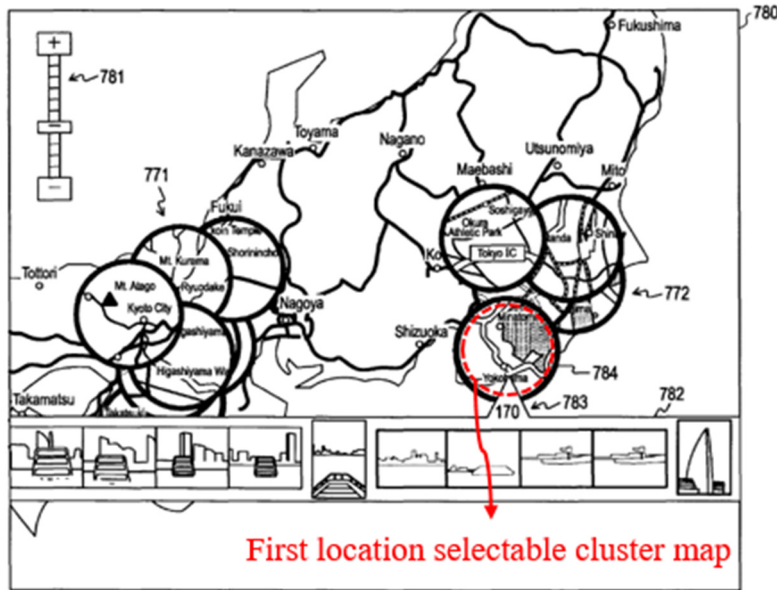 780
Fukushima
+
781
−
Toyama
Kanazawa
Nagano
Utsunomiya
Maebashi
Mito
771
Fukui
Soshigaya
Okura
Athletic Park
Tokyo IC
Mt. Kurama
Shorinincho
Tottori
Mt. Atago
Ryuodake
Kyoto City
Nagoya
772
Shizuoka
784
Higashiyama
Yokohama
Takamatsu
170
783
782
First location selectable cluster map